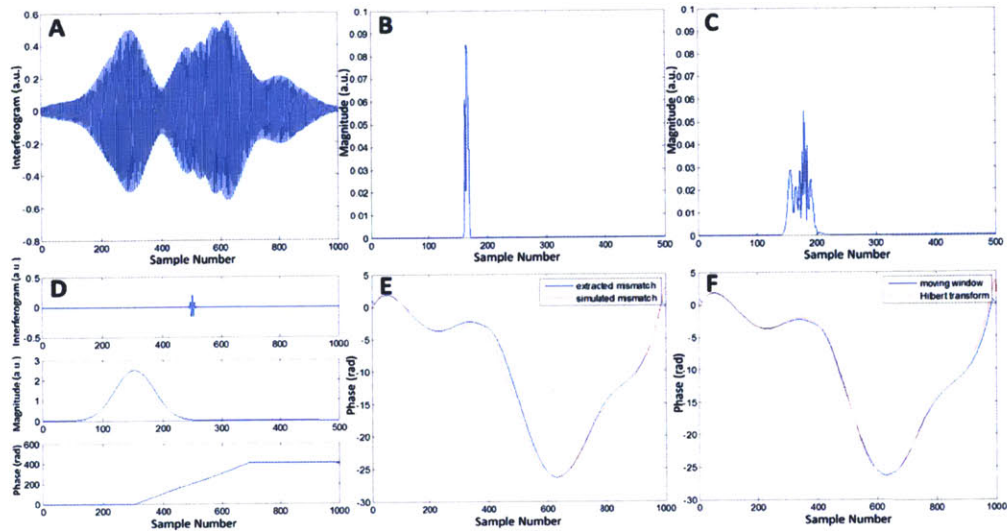 A
Interferogram (a.u.)
0.6
0.4
0.2
0
-0.2
-0.4
-0.6
-0.8
0 200 400 600 800 1000
Sample Number
B
Magnitude (a.u.)
0.1
0.09
0.08
0.07
0.06
0.05
0.04
0.03
0.02
0.01
0
0 100 200 300 400 500
Sample Number
C
Magnitude (a.u.)
0.1
0.09
0.08
0.07
0.06
0.05
0.04
0.03
0.02
0.01
0
0 100 200 300 400 500
Sample Number
D
Interferogram (a.u)
0.5
0
-0.5
0 200 400 600 800 1000
Magnitude (a.u)
3
2
1
0
0 100 200 300 400 500
Phase (rad)
600
400
200
0
0 200 400 600 800 1000
Sample Number
E
extracted mismatch
simulated mismatch
Phase (rad)
5
0
-5
-10
-15
-20
-25
-30
0 200 400 600 800 1000
Sample Number
F
moving window
Hilbert transform
Phase (rad)
5
0
-5
-10
-15
-20
-25
-30
0 200 400 600 800 1000
Sample Number